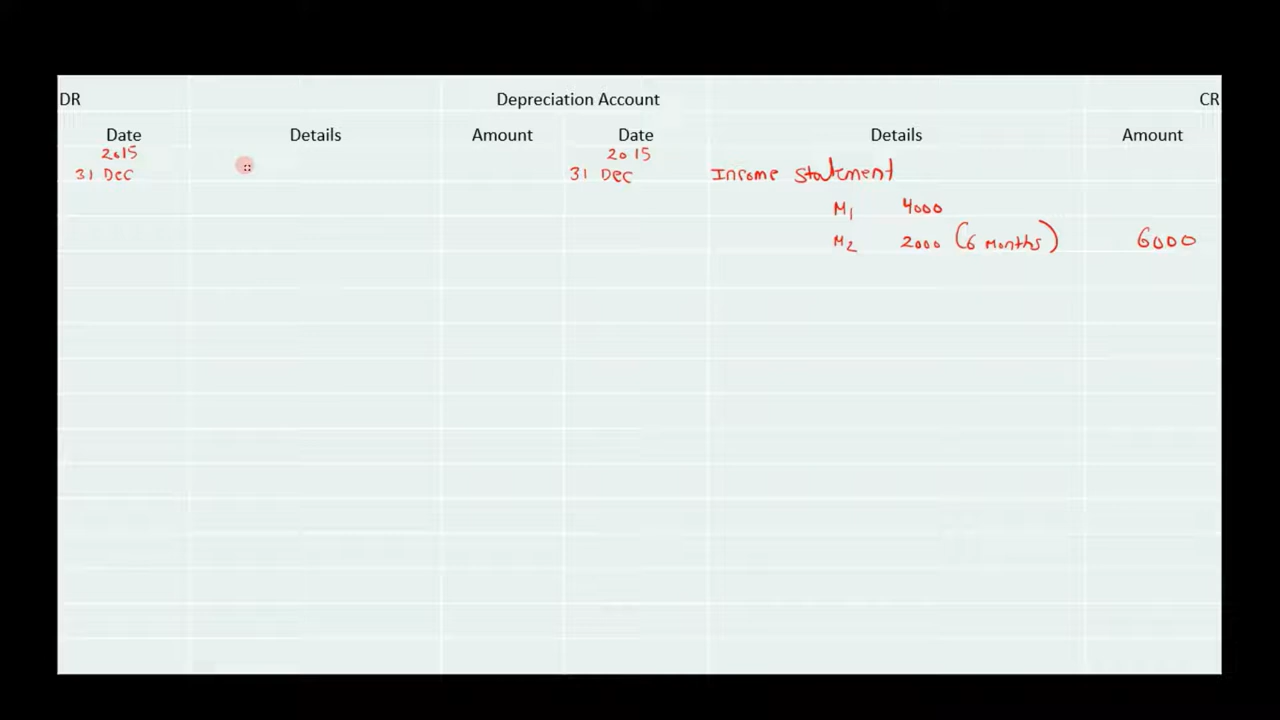 DR Depreciation Account CR
Date Details Amount Date Details Amount
2015 2015
31 Dec 31 Dec Income statement
M1 4000
M2 2000 (6 Months) 6000